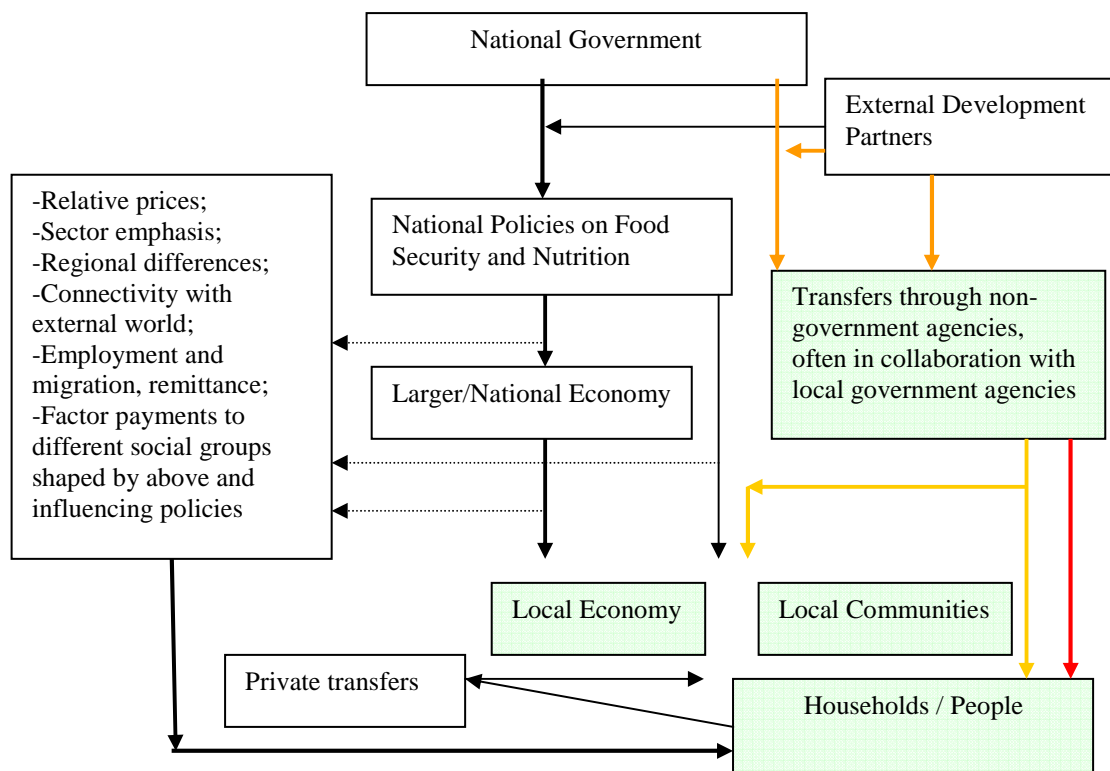 National Government
External Development
Partners
-Relative prices;
-Sector emphasis;
-Regional differences;
-Connectivity with
external world;
-Employment and
migration, remittance;
-Factor payments to
different social groups
shaped by above and
influencing policies
National Policies on Food
Security and Nutrition
Transfers through non-
government agencies,
often in collaboration with
local government agencies
Larger/National Economy
Local Economy
Local Communities
Private transfers
Households / People